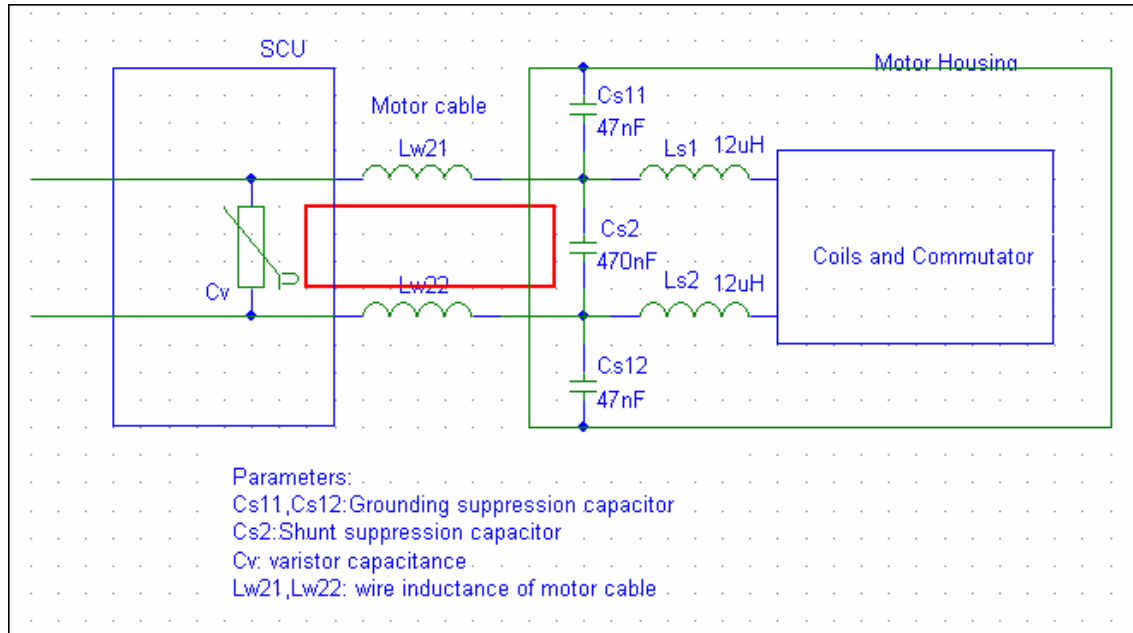 SCU
Motor Housing
Motor cable
Cs11
47nF
Lw21
Ls1
12uH
Cs2
470nF
Coils and Commutator
Ls2
12uH
Cv
U
Lw22
Cs12
47nF
Parameters:
Cs11,Cs12:Grounding suppression capacitor
Cs2:Shunt suppression capacitor
Cv: varistor capacitance
Lw21,Lw22: wire inductance of motor cable